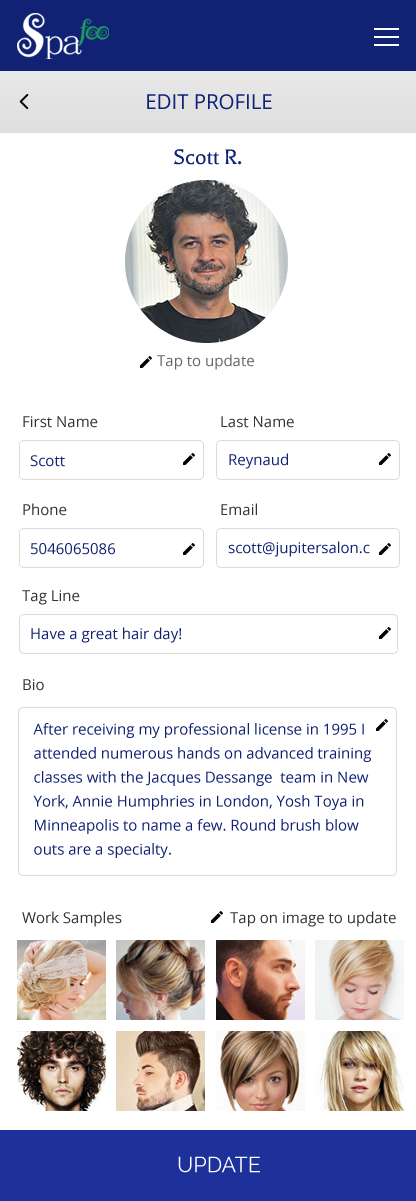 Spa foo
EDIT PROFILE
Scott R.
Tap to update
First Name
Last Name
Scott
Reynaud
Phone
Email
5046065086
scott@jupitersalon.c
Tag Line
Have a great hair day!
Bio
After receiving my professional license in 1995 I
attended numerous hands on advanced training
classes with the Jacques Dessange  team in New
York, Annie Humphries in London, Yosh Toya in
Minneapolis to name a few. Round brush blow
outs are a specialty.
Work Samples
Tap on image to update
UPDATE